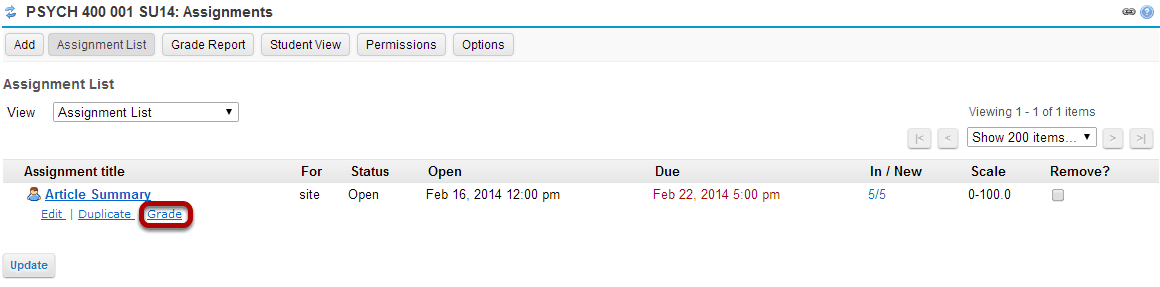 PSYCH 400 001 SU14: Assignments
Add Assignment List Grade Report Student View Permissions Options
Assignment List
View Assignment List Viewing 1 - 1 of 1 items
|< < Show 200 items... > >|
Assignment title For Status Open Due In / New Scale Remove?
Article Summary site Open Feb 16, 2014 12:00 pm Feb 22, 2014 5:00 pm 5/5 0-100.0
Edit | Duplicate | Grade
Update